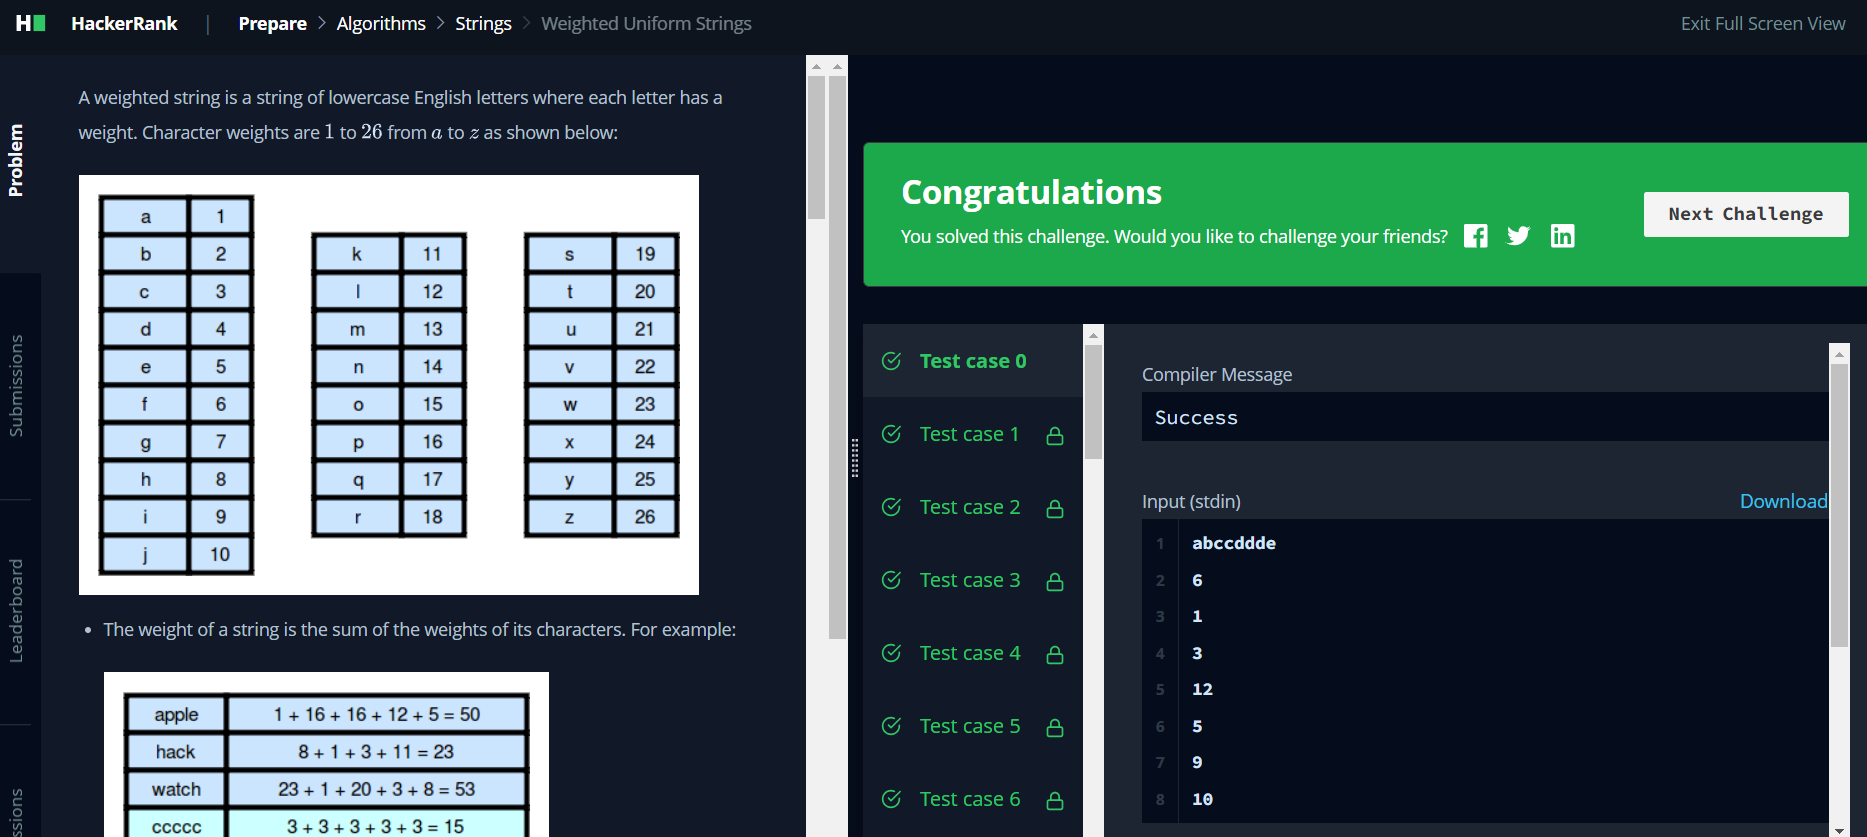 H HackerRank | Prepare > Algorithms > Strings > Weighted Uniform Strings
Exit Full Screen View
Problem
Submissions
Leaderboard
A weighted string is a string of lowercase English letters where each letter has a
weight. Character weights are 1 to 26 from a to z as shown below:
a 1
b 2
c 3
d 4
e 5
f 6
g 7
h 8
i 9
j 10
k 11
l 12
m 13
n 14
o 15
p 16
q 17
r 18
s 19
t 20
u 21
v 22
w 23
x 24
y 25
z 26
• The weight of a string is the sum of the weights of its characters. For example:
apple 1 + 16 + 16 + 12 + 5 = 50
hack 8 + 1 + 3 + 11 = 23
watch 23 + 1 + 20 + 3 + 8 = 53
ccccc 3 + 3 + 3 + 3 + 3 = 15
Congratulations
You solved this challenge. Would you like to challenge your friends?
Next Challenge
Test case 0
Test case 1
Test case 2
Test case 3
Test case 4
Test case 5
Test case 6
Compiler Message
Success
Input (stdin)
Download
1 abccddde
2 6
3 1
4 3
5 12
6 5
7 9
8 10